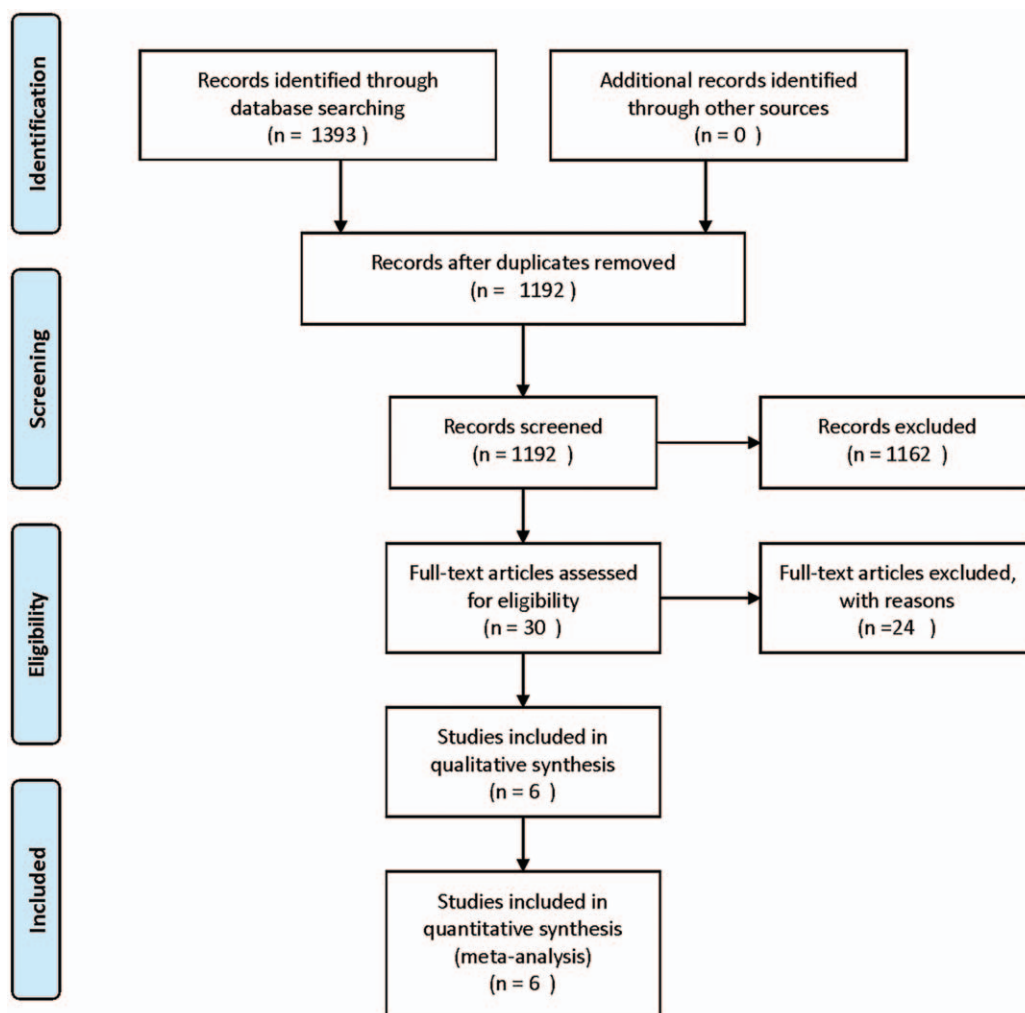 Identification
Records identified through
database searching
(n = 1393 )
Additional records identified
through other sources
(n = 0 )
Records after duplicates removed
(n = 1192 )
Screening
Records screened
(n = 1192 )
Records excluded
(n = 1162 )
Eligibility
Full-text articles assessed
for eligibility
(n = 30 )
Full-text articles excluded,
with reasons
(n =24 )
Studies included in
qualitative synthesis
(n = 6 )
Included
Studies included in
quantitative synthesis
(meta-analysis)
(n = 6 )